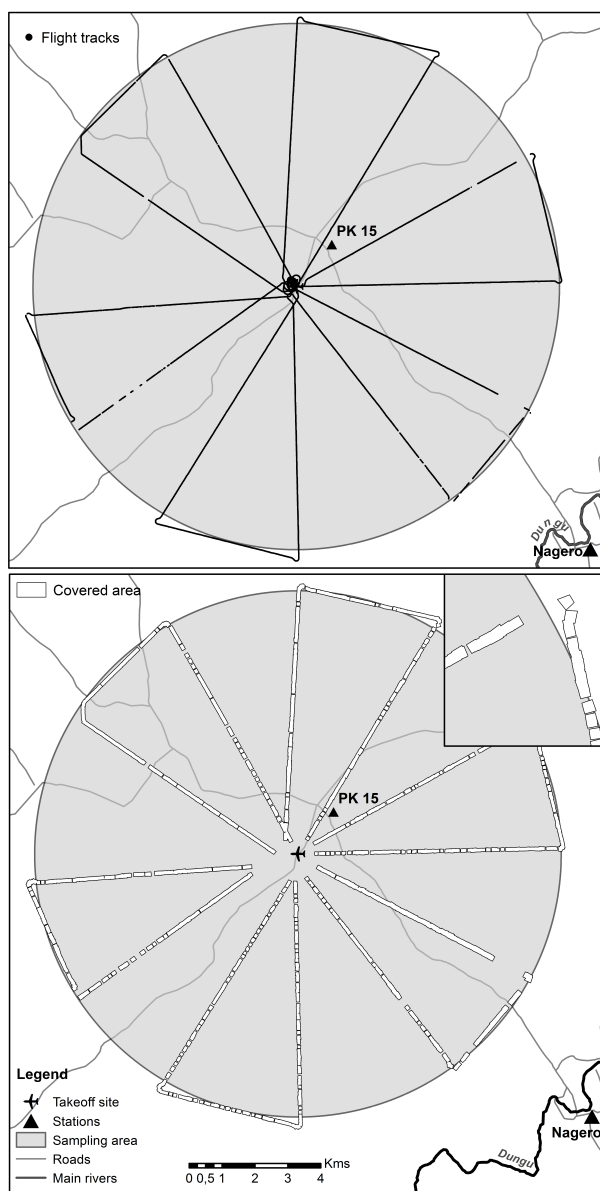 Flight tracks
PK 15
Dungu
Nagero
Covered area
PK 15
Legend
Takeoff site
Stations
Sampling area
Roads
Main rivers
Kms
0 0,5 1 2 3 4
Dungu
Nagero